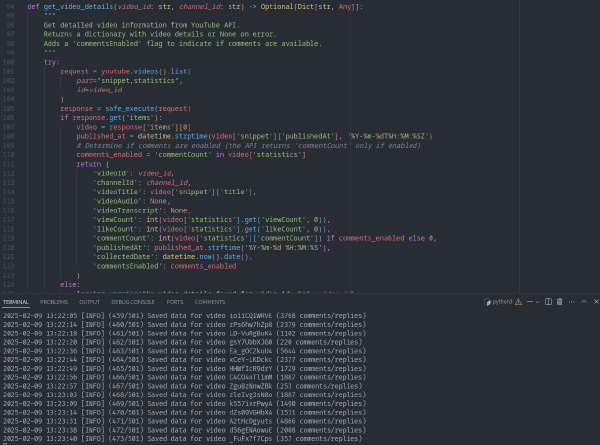 94 def get_video_details(video_id: str, channel_id: str) -> Optional[Dict[str, Any]]:
95 """
96 Get detailed video information from YouTube API.
97 Returns a dictionary with video details or None on error.
98 Adds a 'commentsEnabled' flag to indicate if comments are available.
99 """
100 try:
101 request = youtube.videos().list(
102 part="snippet,statistics",
103 id=video_id
104 )
105 response = safe_execute(request)
106 if response.get('items'):
107 video = response['items'][0]
108 published_at = datetime.strptime(video['snippet']['publishedAt'], '%Y-%m-%dT%H:%M:%SZ')
109 # Determine if comments are enabled (the API returns 'commentCount' only if enabled)
110 comments_enabled = 'commentCount' in video['statistics']
111 return {
112 'videoId': video_id,
113 'channelId': channel_id,
114 'videoTitle': video['snippet']['title'],
115 'videoAudio': None,
116 'videoTranscript': None,
117 'viewCount': int(video['statistics'].get('viewCount', 0)),
118 'likeCount': int(video['statistics'].get('likeCount', 0)),
119 'commentCount': int(video['statistics']['commentCount']) if comments_enabled else 0,
120 'publishedAt': published_at.strftime('%Y-%m-%d %H:%M:%S'),
121 'collectedDate': datetime.now().date(),
122 'commentsEnabled': comments_enabled
123 }
124 else:
TERMINAL PROBLEMS OUTPUT DEBUG CONSOLE PORTS COMMENTS python3
2025-02-09 13:22:05 [INFO] (459/501) Saved data for video io1iCQ1WRVE (3768 comments/replies)
2025-02-09 13:22:14 [INFO] (460/501) Saved data for video zPs6hw7hZp8 (2379 comments/replies)
2025-02-09 13:22:18 [INFO] (461/501) Saved data for video LD-VuRgBuK4 (1102 comments/replies)
2025-02-09 13:22:20 [INFO] (462/501) Saved data for video gsY7UbbXJG0 (220 comments/replies)
2025-02-09 13:22:36 [INFO] (463/501) Saved data for video Ea_gOCZkuU4 (5644 comments/replies)
2025-02-09 13:22:44 [INFO] (464/501) Saved data for video xCeY-LKDckc (2377 comments/replies)
2025-02-09 13:22:49 [INFO] (465/501) Saved data for video HHWfIcR9drY (1729 comments/replies)
2025-02-09 13:22:56 [INFO] (466/501) Saved data for video C4CO4nTlimM (1887 comments/replies)
2025-02-09 13:22:57 [INFO] (467/501) Saved data for video Zgu8zNnwZBk (253 comments/replies)
2025-02-09 13:23:03 [INFO] (468/501) Saved data for video rleIvg3sN8o (1867 comments/replies)
2025-02-09 13:23:09 [INFO] (469/501) Saved data for video k5S7ivrPwyA (1498 comments/replies)
2025-02-09 13:23:14 [INFO] (470/501) Saved data for video dZs09VGHbXA (1511 comments/replies)
2025-02-09 13:23:31 [INFO] (471/501) Saved data for video A2tHcDgyuts (4866 comments/replies)
2025-02-09 13:23:38 [INFO] (472/501) Saved data for video d56gENAowuE (2008 comments/replies)
2025-02-09 13:23:40 [INFO] (473/501) Saved data for video _FuFx7f7Cps (357 comments/replies)